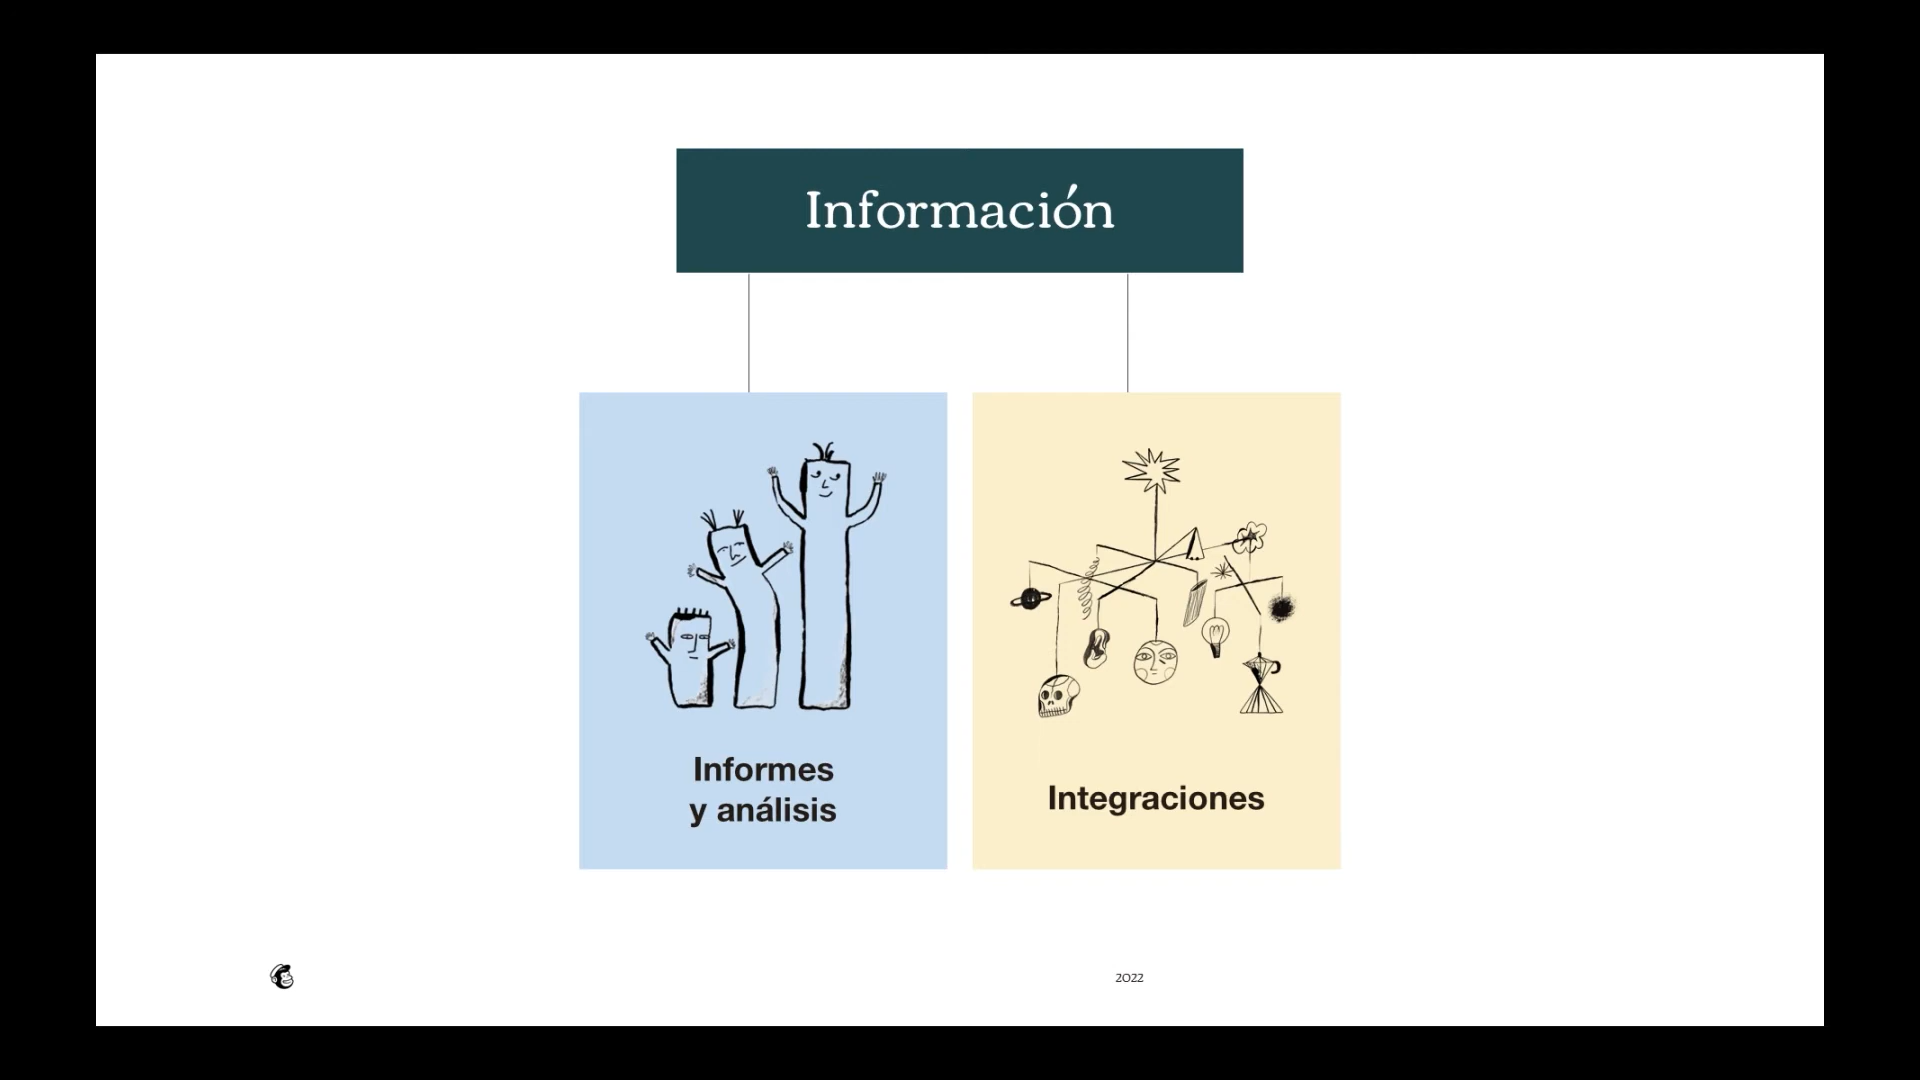 Información
Informes
y análisis
Integraciones
2022